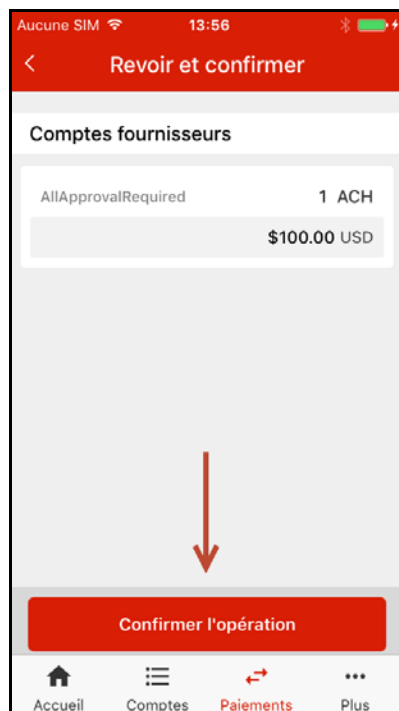 Aucune SIM 13:56
Revoir et confirmer
Comptes fournisseurs
AllApprovalRequired 1 ACH
$100.00 USD
Confirmer l'opération
Accueil Comptes Paiements Plus